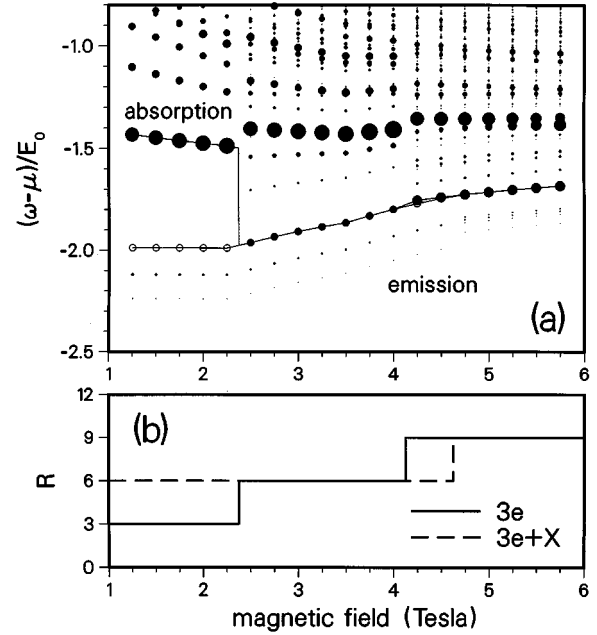 -1.0
absorption
-1.5
(ω-μ)/E₀
-2.0
emission
(a)
-2.5
1 2 3 4 5 6
12
(b)
9
R
6
3
3e
3e+X
0
1 2 3 4 5 6
magnetic field (Tesla)